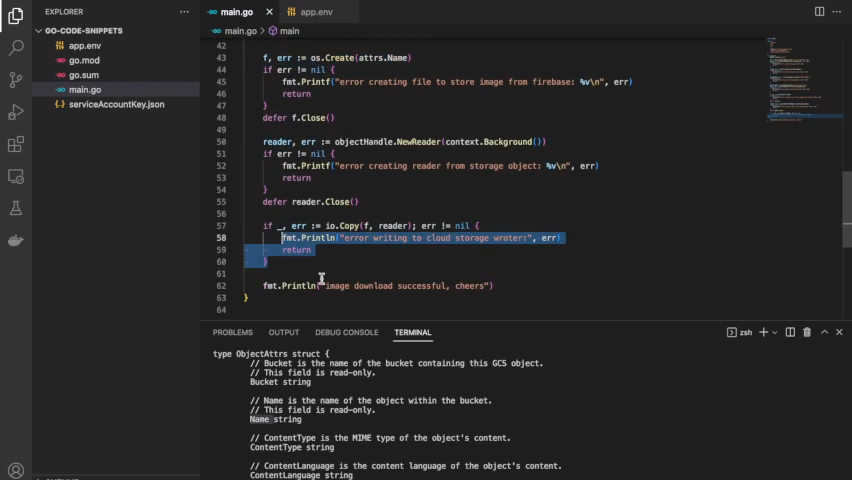 EXPLORER
main.go
app.env
GO-CODE-SNIPPETS
main.go > main
app.env
go.mod
go.sum
main.go
serviceAccountKey.json
42
43 f, err := os.Create(attrs.Name)
44 if err != nil {
45 fmt.Printf("error creating file to store image from firebase: %v\n", err)
46 return
47 }
48 defer f.Close()
49
50 reader, err := objectHandle.NewReader(context.Background())
51 if err != nil {
52 fmt.Printf("error creating reader from storage object: %v\n", err)
53 return
54 }
55 defer reader.Close()
56
57 if _, err := io.Copy(f, reader); err != nil {
58 fmt.Println("error writing to cloud storage wroter:", err)
59 return
60 }
61
62 fmt.Println("image download successful, cheers")
63 }
64
PROBLEMS OUTPUT DEBUG CONSOLE TERMINAL
zsh
type ObjectAttrs struct {
// Bucket is the name of the bucket containing this GCS object.
// This field is read-only.
Bucket string
// Name is the name of the object within the bucket.
// This field is read-only.
Name string
// ContentType is the MIME type of the object's content.
ContentType string
// ContentLanguage is the content language of the object's content.
ContentLanguage string